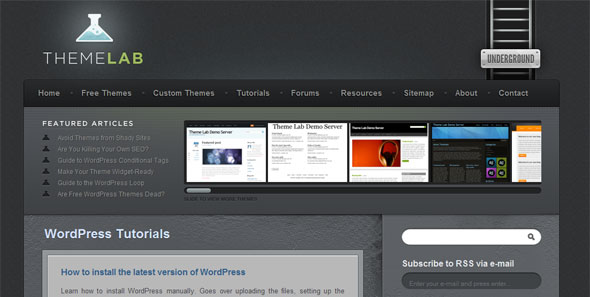 THEMELAB
UNDERGROUND
Home Free Themes Custom Themes Tutorials Forums Resources Sitemap About Contact
FEATURED ARTICLES
Avoid Themes from Shady Sites
Are You Killing Your Own SEO?
Guide to WordPress Conditional Tags
Make Your Theme Widget-Ready
Guide to the WordPress Loop
Are Free WordPress Themes Dead?
Theme Lab Demo Server
Theme Lab Demo Server
Theme Lab Demo Server
SLIDE TO VIEW MORE THEMES
WordPress Tutorials
Subscribe to RSS via e-mail
How to install the latest version of WordPress
Enter your e-mail and press enter...
Learn how to install WordPress manually. Goes over uploading the files, setting up the